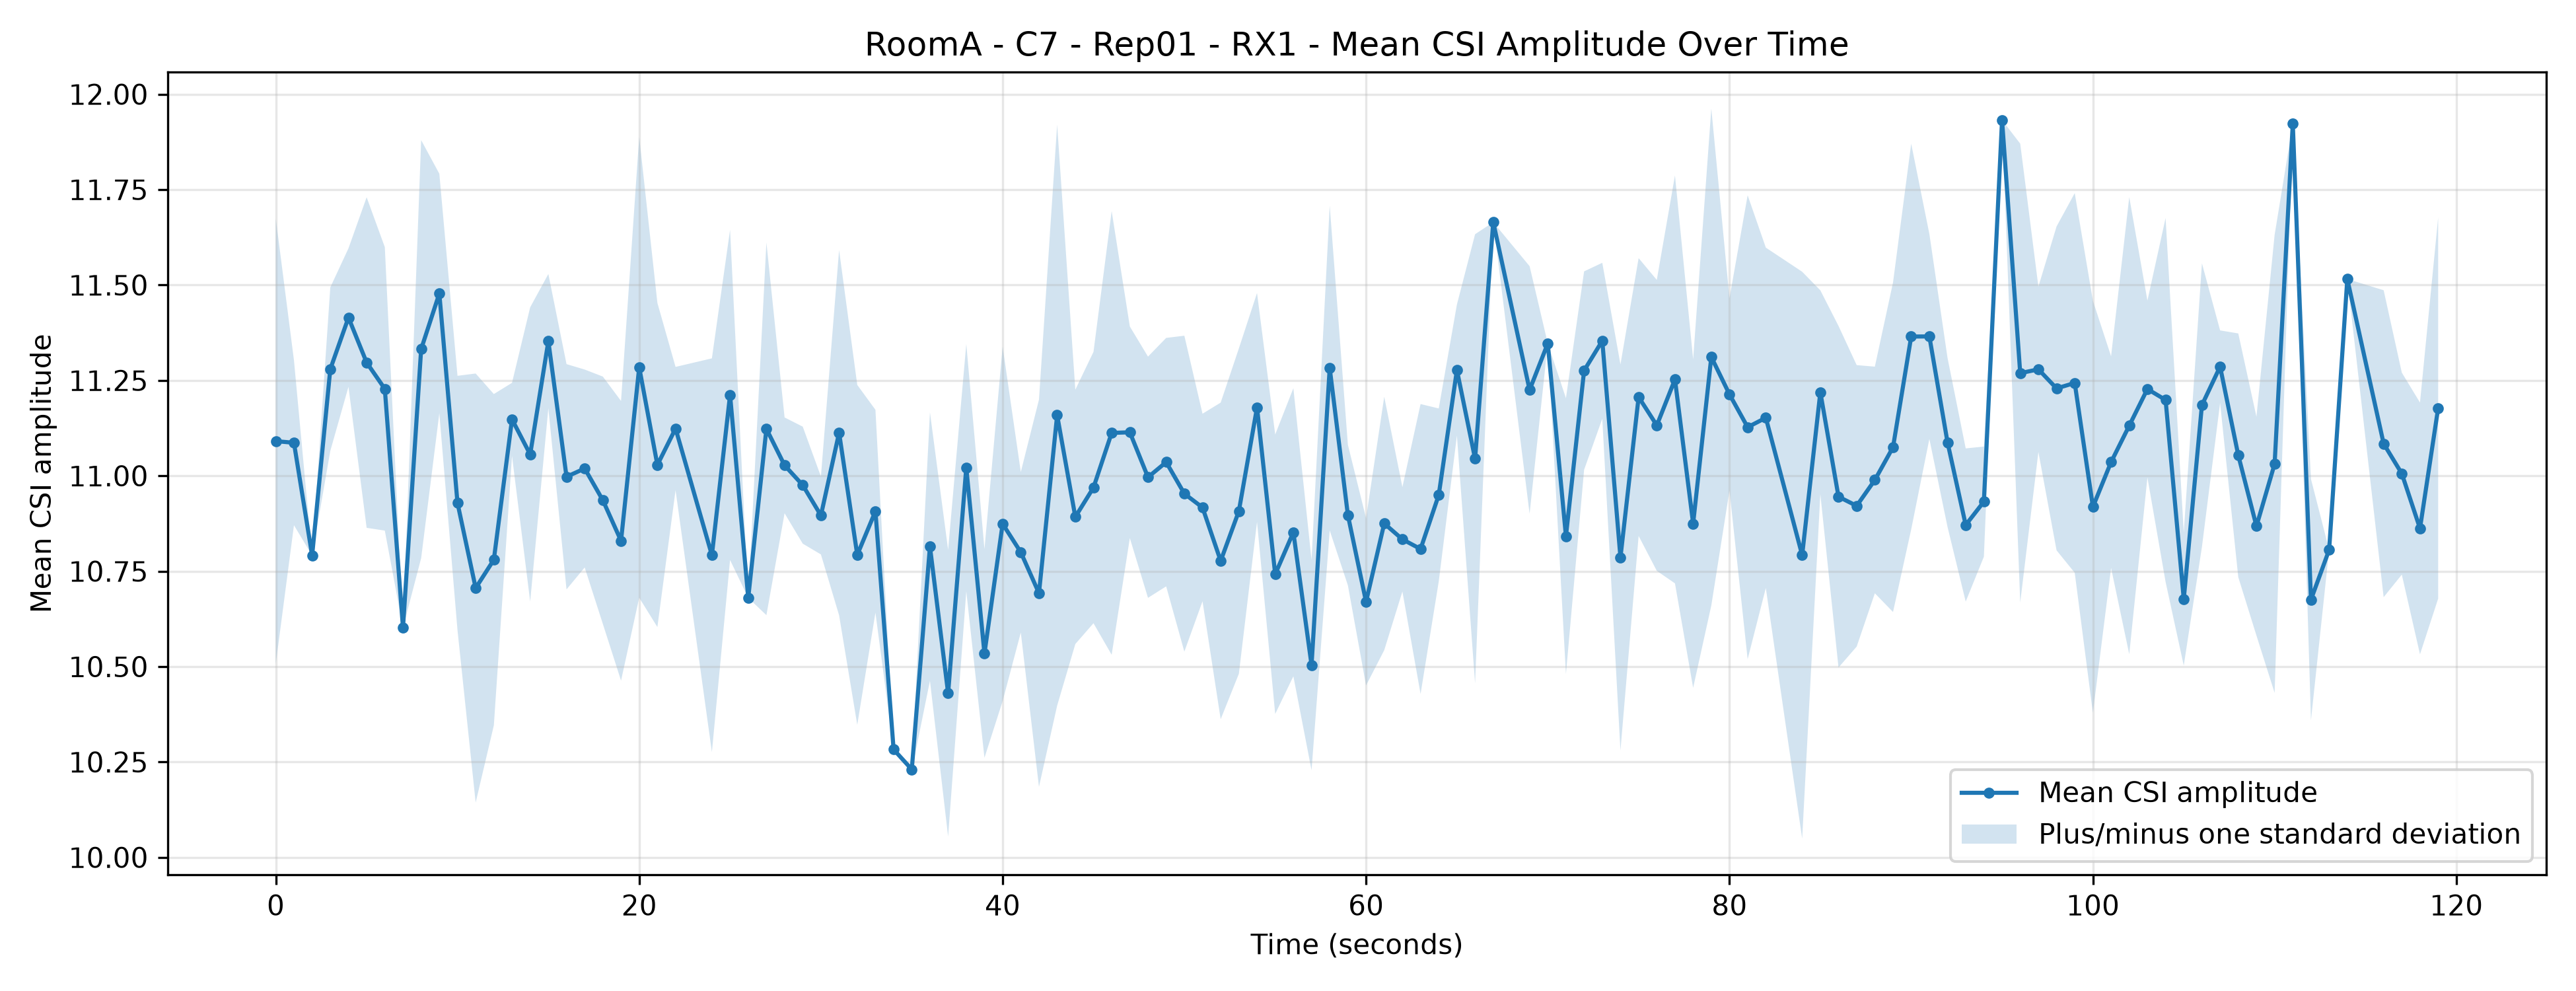 RoomA - C7 - Rep01 - RX1 - Mean CSI Amplitude Over Time
12.00
11.75
11.50
11.25
11.00
10.75
10.50
10.25
10.00
Mean CSI amplitude
0 20 40 60 80 100 120
Time (seconds)
Mean CSI amplitude
Plus/minus one standard deviation